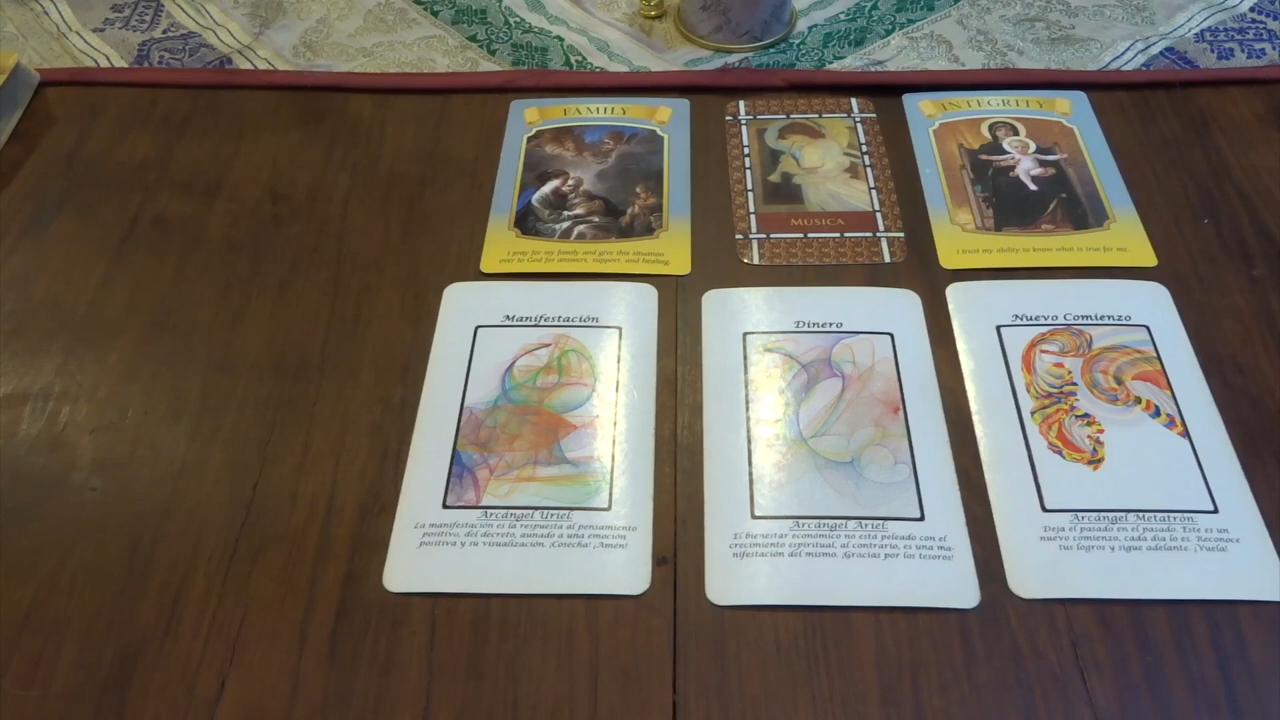 FAMILY
I pray for my family and give this situation
over to God for answers, support, and healing.
MÚSICA
INTEGRITY
I trust my ability to know what is true for me.
Manifestación
Arcángel Uriel:
La manifestación es la respuesta al pensamiento
positivo, del decreto, aunado a una emoción
positiva y su visualización. ¡Cosecha! ¡Amén!
Dinero
Arcángel Ariel:
El bienestar económico no está peleado con el
crecimiento espiritual, al contrario, es una ma-
nifestación del mismo. ¡Gracias por los tesoros!
Nuevo Comienzo
Arcángel Metatrón:
Deja el pasado en el pasado. Este es un
nuevo comienzo, cada día lo es. Reconoce
tus logros y sigue adelante. ¡Vuela!